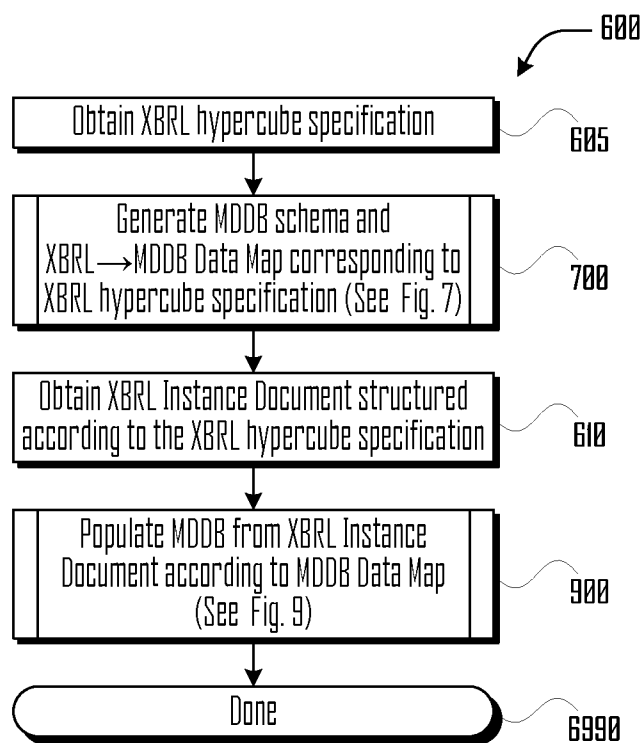 600
Obtain XBRL hypercube specification
605
Generate MDDB schema and
XBRL→MDDB Data Map corresponding to
XBRL hypercube specification (See Fig. 7)
700
Obtain XBRL Instance Document structured
according to the XBRL hypercube specification
610
Populate MDDB from XBRL Instance
Document according to MDDB Data Map
(See Fig. 9)
900
Done
6990